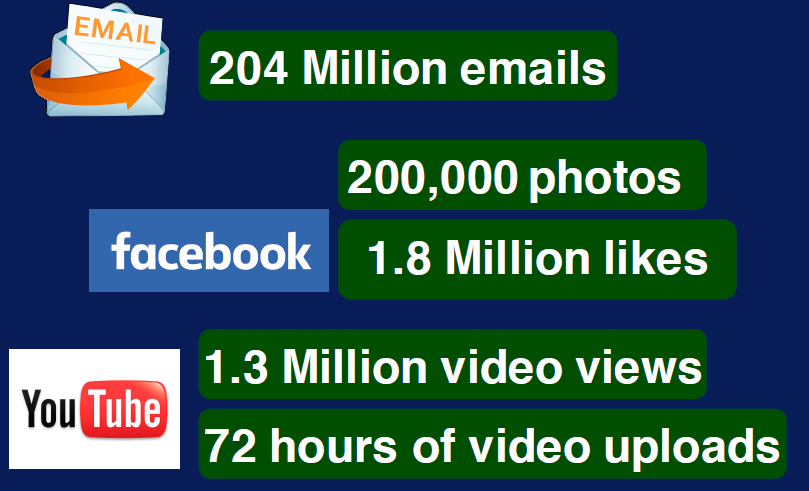 EMAIL
204 Million emails
200,000 photos
facebook
1.8 Million likes
1.3 Million video views
YouTube
72 hours of video uploads